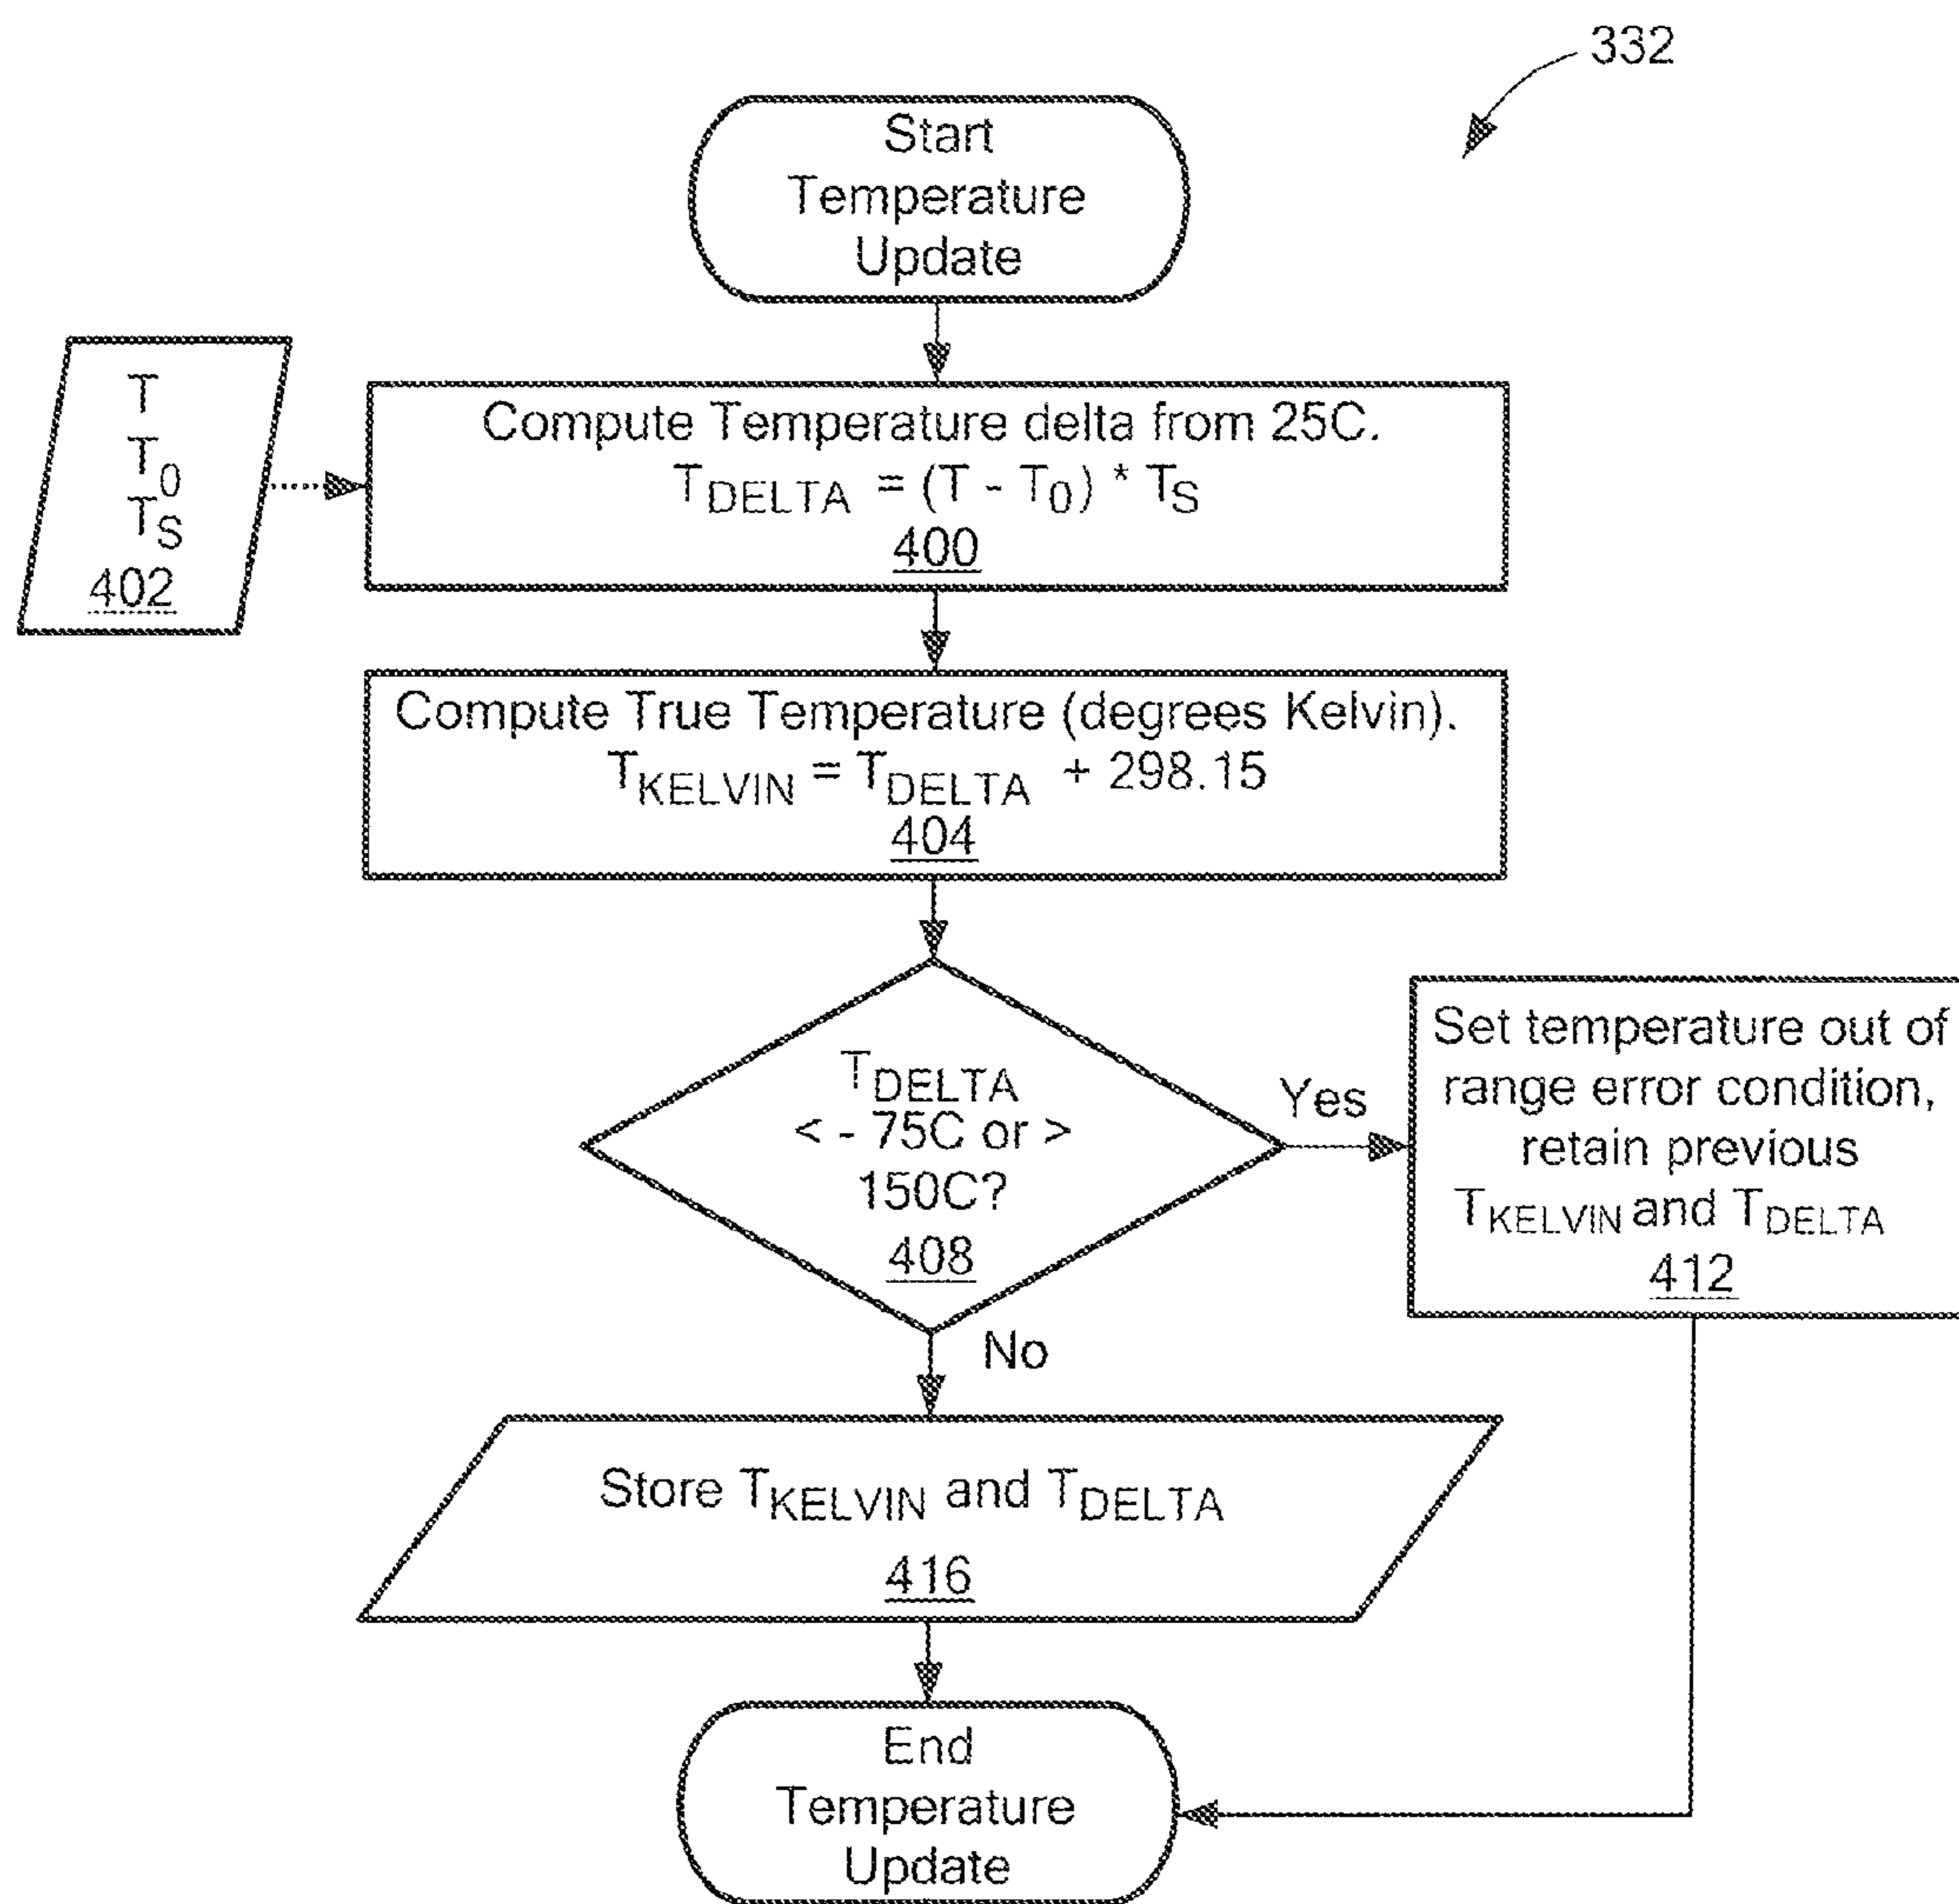 332
Start
Temperature
Update
T
T0
TS
402
Compute Temperature delta from 25C.
TDELTA = (T - T0) * TS
400
Compute True Temperature (degrees Kelvin).
TKELVIN = TDELTA + 298.15
404
TDELTA
< - 75C or >
150C?
408
Yes
Set temperature out of
range error condition,
retain previous
TKELVIN and TDELTA
412
No
Store TKELVIN and TDELTA
416
End
Temperature
Update